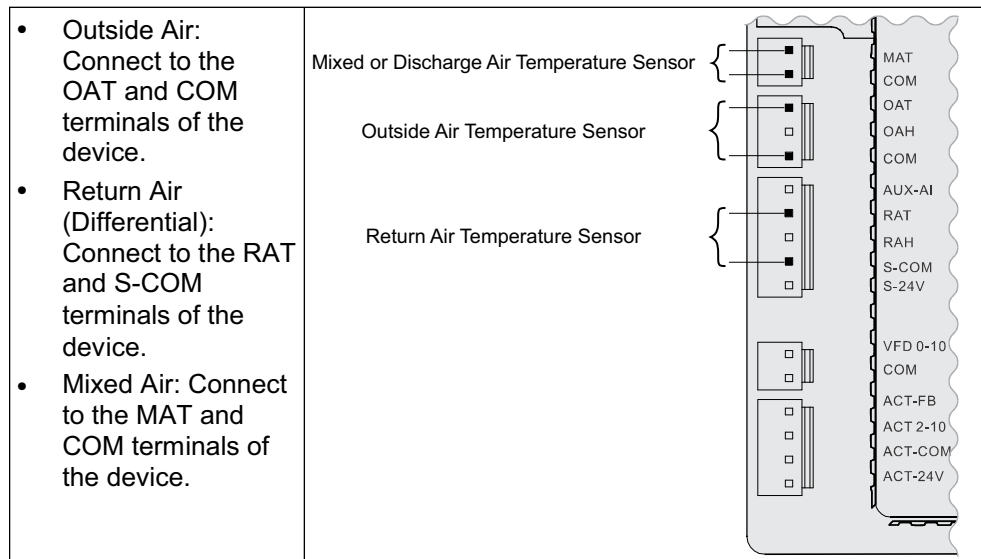 • Outside Air:
Connect to the
OAT and COM
terminals of the
device.
• Return Air
(Differential):
Connect to the RAT
and S-COM
terminals of the
device.
• Mixed Air: Connect
to the MAT and
COM terminals of
the device.
Mixed or Discharge Air Temperature Sensor
Outside Air Temperature Sensor
Return Air Temperature Sensor
MAT
COM
OAT
OAH
COM
AUX-AI
RAT
RAH
S-COM
S-24V
VFD 0-10
COM
ACT-FB
ACT 2-10
ACT-COM
ACT-24V